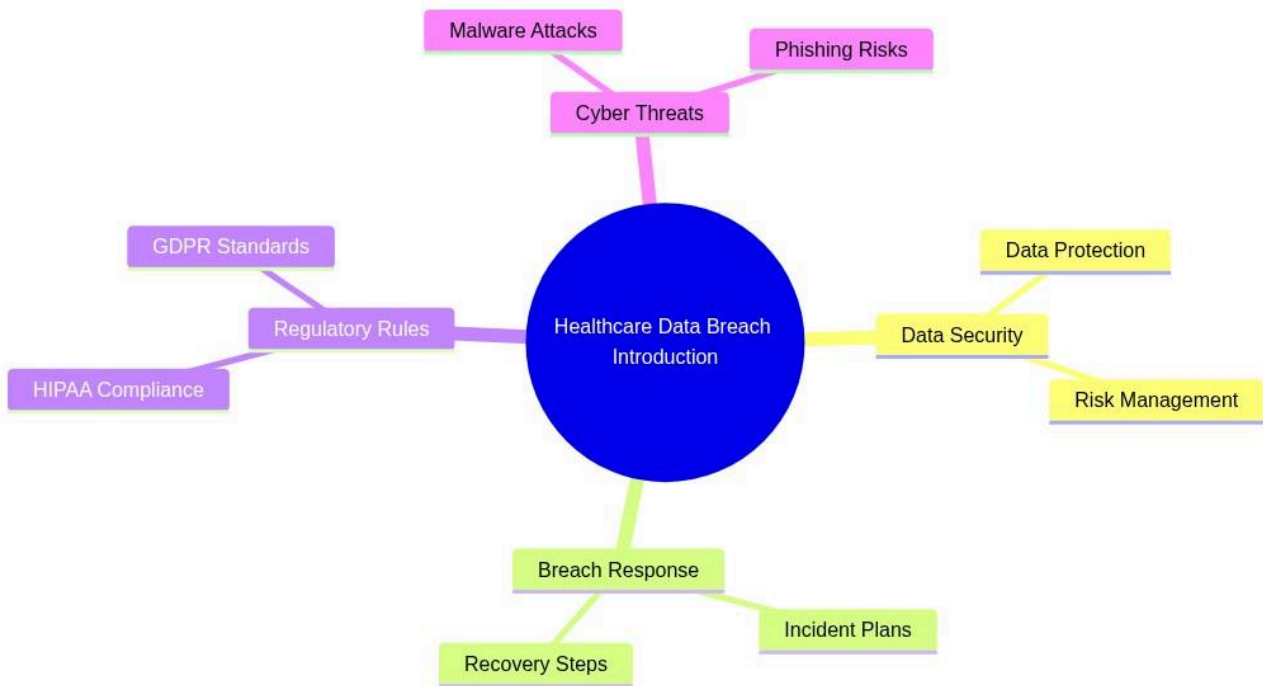 Malware Attacks
Phishing Risks
Cyber Threats
GDPR Standards
Data Protection
Regulatory Rules
Healthcare Data Breach
Introduction
Data Security
HIPAA Compliance
Risk Management
Breach Response
Incident Plans
Recovery Steps